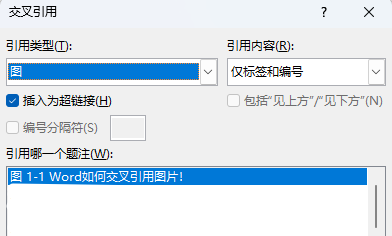 交叉引用
引用类型(T):
引用内容(R):
图
仅标签和编号
插入为超链接(H)
包括“见上方”/“见下方”(N)
编号分隔符(S)
引用哪一个题注(W):
图 1-1 Word如何交叉引用图片!